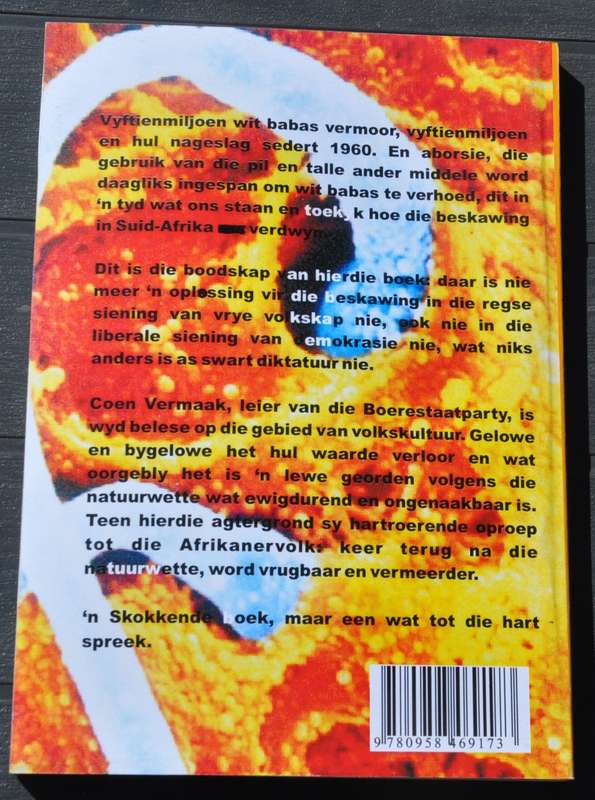 Vyftienmiljoen wit babas vermoor, vyftienmiljoen
en hul nageslag sedert 1960. En aborsie, die
gebruik van die pil en talle ander middele word
daagliks ingespan om wit babas te verhoed, dit in
‘n tyd wat ons staan en toek k hoe die beskawing
in Suid-Afrika verdwyn
Dit is die boodskap van hierdie boek: daar is nie
meer ‘n oplossing vir die beskawing in die regse
siening van vrye volkskap nie, ook nie in die
liberale siening van demokrasie nie, wat niks
anders is as swart diktatuur nie.
Coen Vermaak, leier van die Boerestaatparty, is
wyd belese op die gebied van volkskultuur. Gelowe
en bygelowe het hul waarde verloor en wat
oorgebly het is ‘n lewe georden volgens die
natuurwette wat ewigdurend en ongenaakbaar is.
Teen hierdie agtergrond sy hartroerende oproep
tot die Afrikanervolk: keer terug na die
natuurwette, word vrugbaar en vermeerder.
‘n Skokkende boek, maar een wat tot die hart
spreek.
9 780958 469173